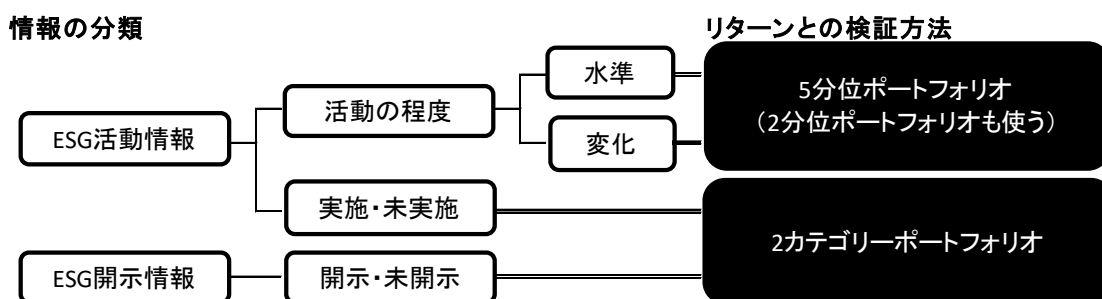 情報の分類
リターンとの検証方法
水準
5分位ポートフォリオ
(2分位ポートフォリオも使う)
活動の程度
ESG活動情報
変化
実施・未実施
2カテゴリーポートフォリオ
ESG開示情報
開示・未開示